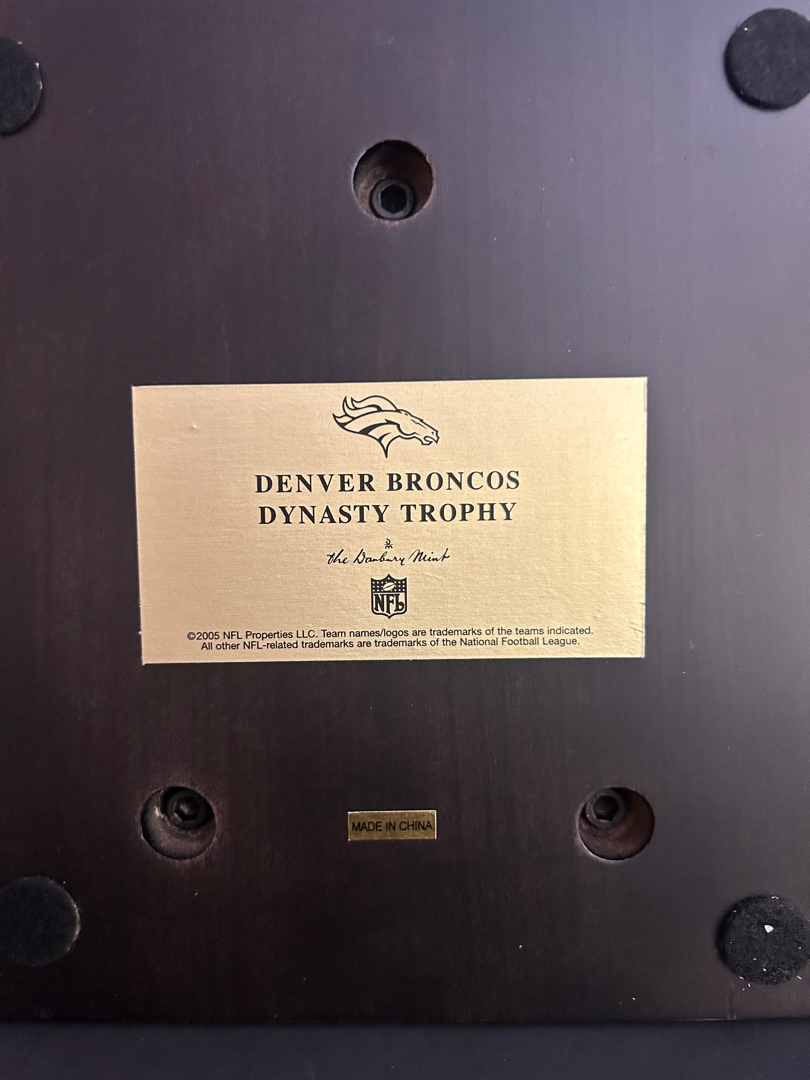 DENVER BRONCOS
DYNASTY TROPHY
DM
the Danbury Mint
NFL
©2005 NFL Properties LLC. Team names/logos are trademarks of the teams indicated.
All other NFL-related trademarks are trademarks of the National Football League.
MADE IN CHINA